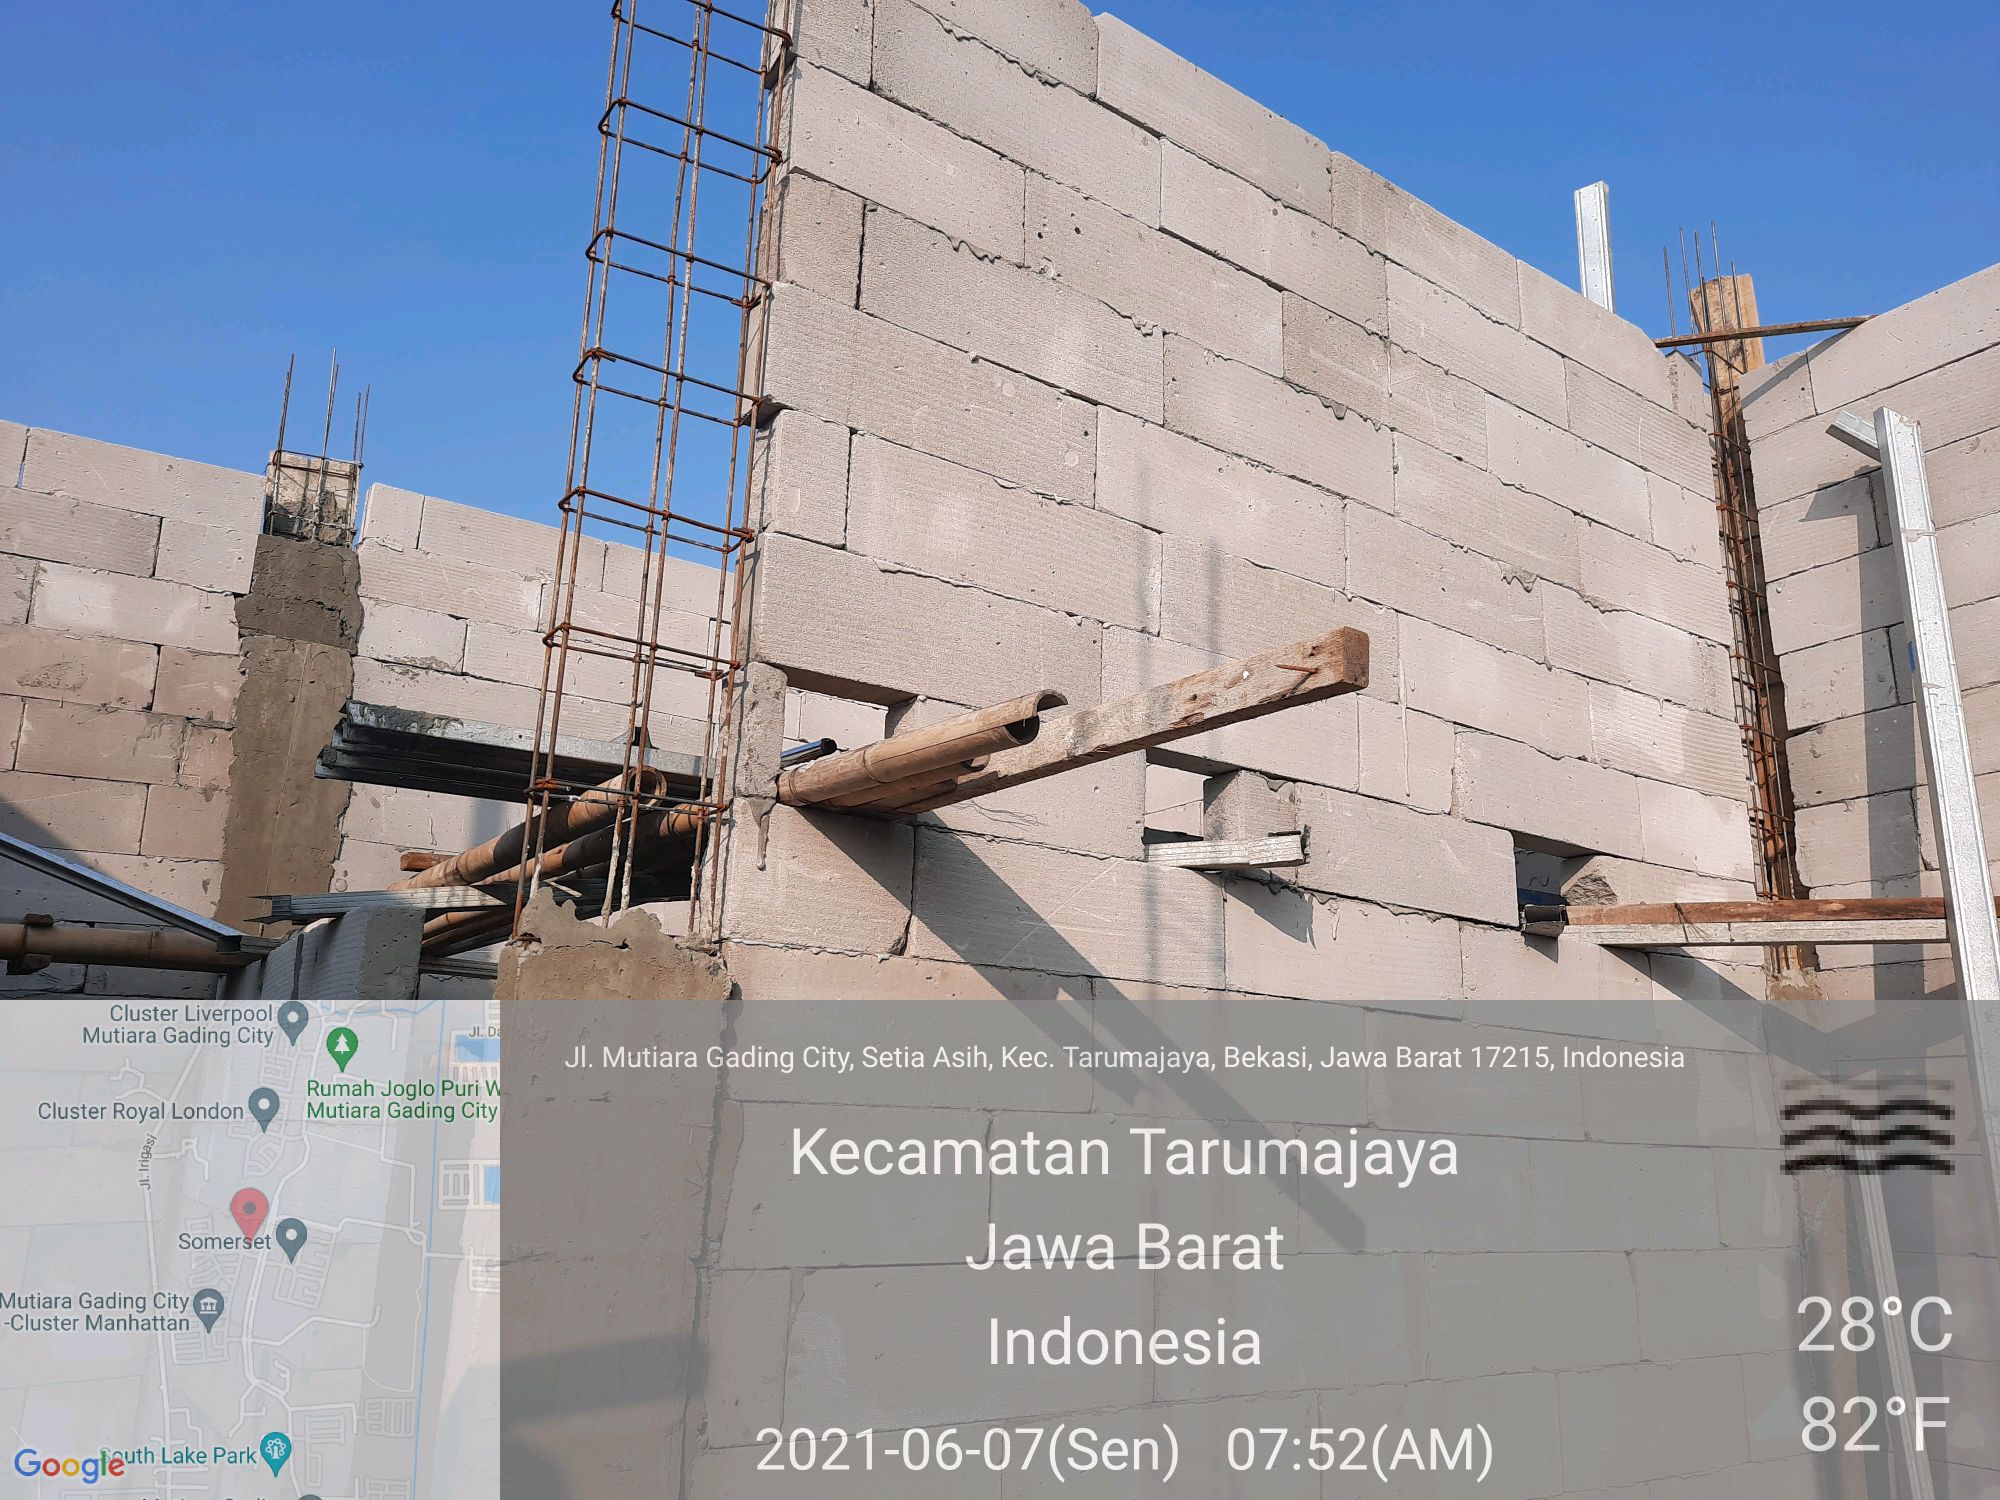 Cluster Liverpool
Mutiara Gading City
Rumah Joglo Puri W
Mutiara Gading City
Cluster Royal London
Jl. Irigasi
Somerset
Mutiara Gading City
-Cluster Manhattan
South Lake Park
Google
Jl. Mutiara Gading City, Setia Asih, Kec. Tarumajaya, Bekasi, Jawa Barat 17215, Indonesia
Kecamatan Tarumajaya
Jawa Barat
Indonesia
2021-06-07(Sen) 07:52(AM)
28°C
82°F